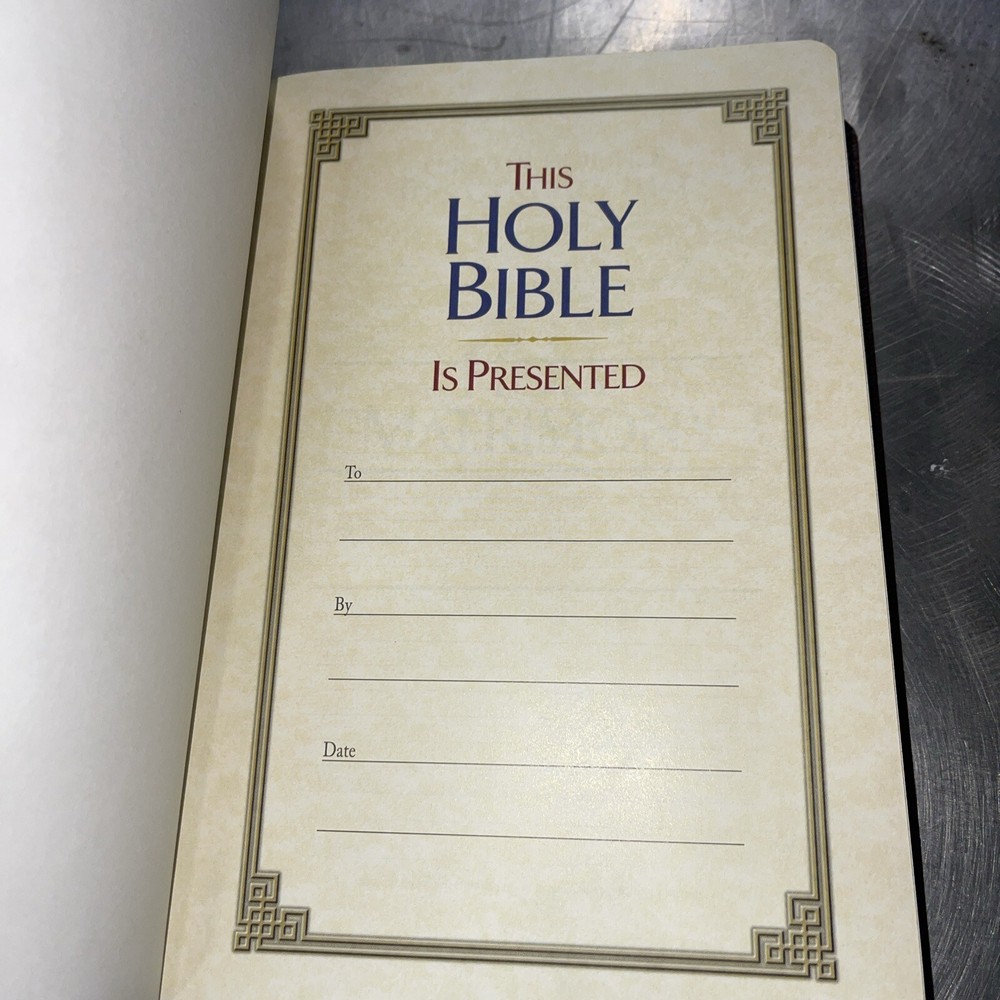 THIS
HOLY
BIBLE
IS PRESENTED
To
By
Date